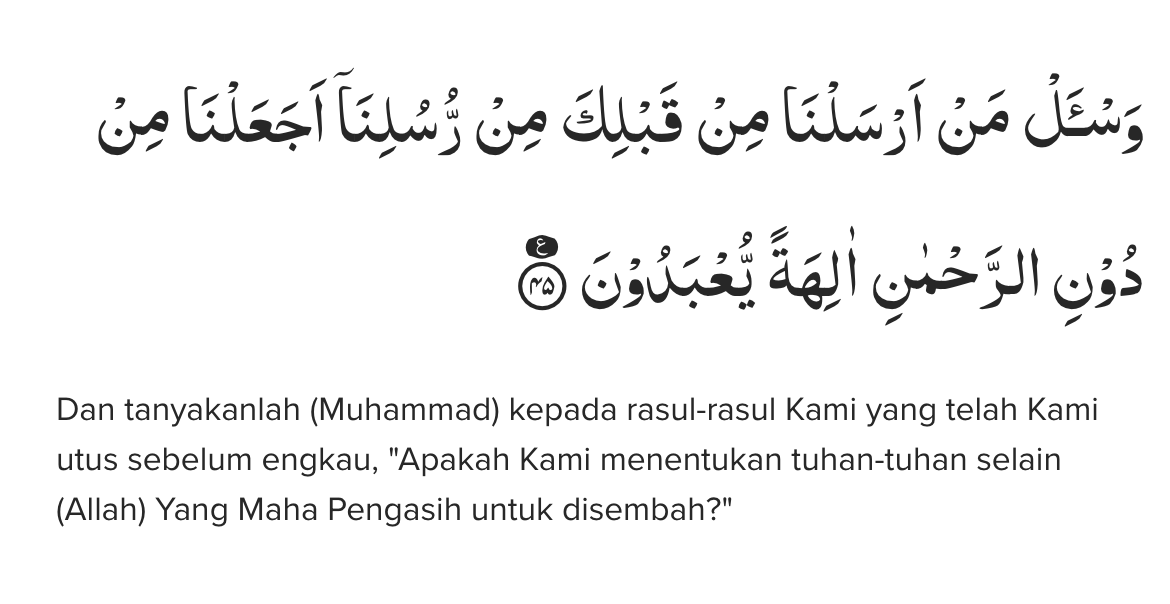 وَسْـَٔلْ مَنْ اَرْسَلْنَا مِنْ قَبْلِكَ مِنْ رُّسُلِنَآ اَجَعَلْنَا مِنْ
دُوْنِ الرَّحْمٰنِ اٰلِهَةً يُّعْبَدُوْنَ ࣖ ۴۵
Dan tanyakanlah (Muhammad) kepada rasul-rasul Kami yang telah Kami
utus sebelum engkau, "Apakah Kami menentukan tuhan-tuhan selain
(Allah) Yang Maha Pengasih untuk disembah?"